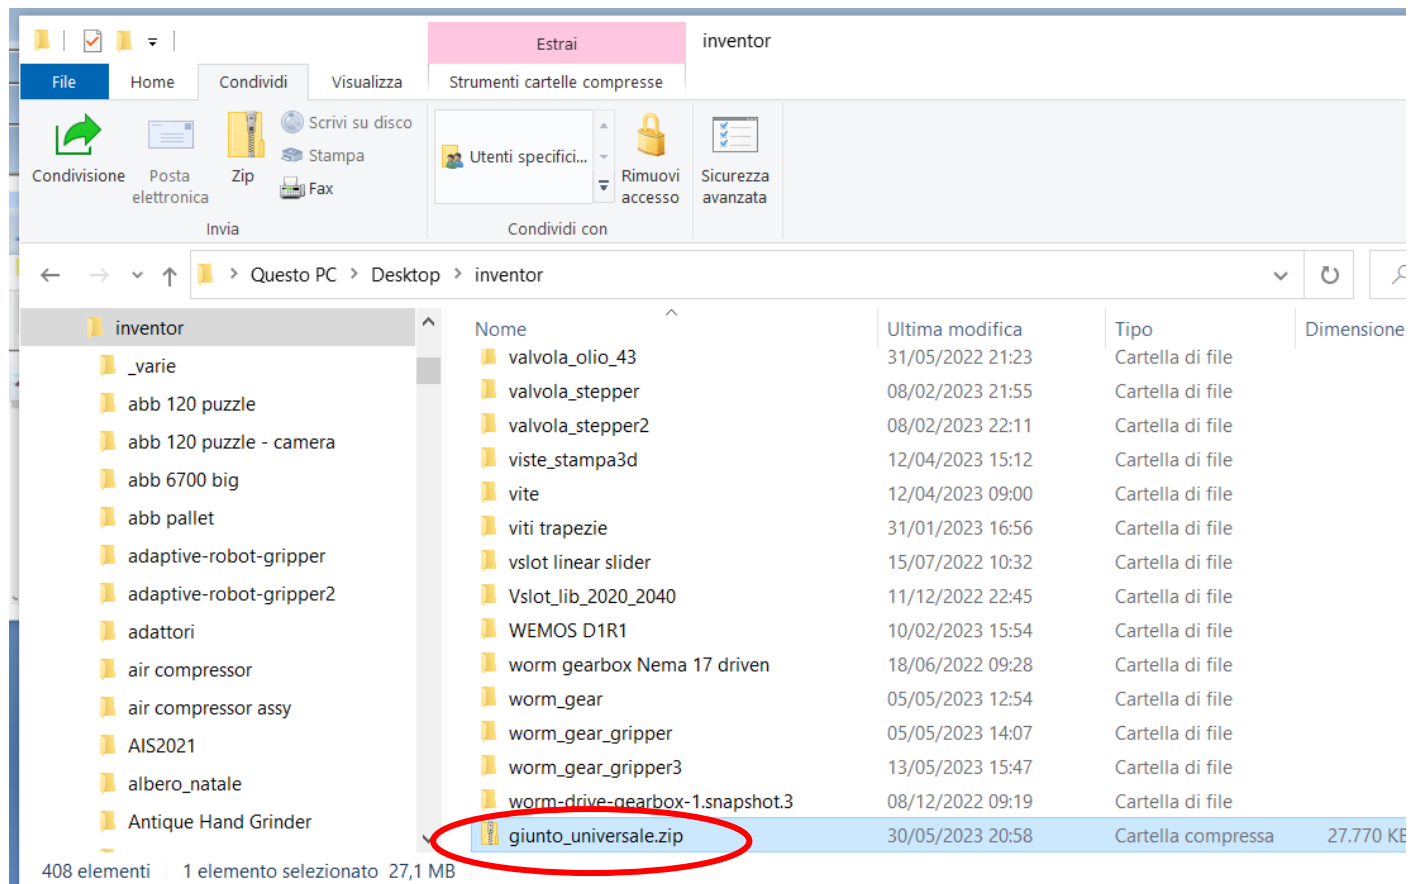 Estrai
inventor
File
Home
Condividi
Visualizza
Strumenti cartelle compresse
Condivisione
Posta
elettronica
Zip
Scrivi su disco
Stampa
Fax
Utenti specifici...
Rimuovi
accesso
Sicurezza
avanzata
Invia
Condividi con
Questo PC > Desktop > inventor
inventor
_varie
abb 120 puzzle
abb 120 puzzle - camera
abb 6700 big
abb pallet
adaptive-robot-gripper
adaptive-robot-gripper2
adattori
air compressor
air compressor assy
AIS2021
albero_natale
Antique Hand Grinder
Nome Ultima modifica Tipo Dimensione
valvola_olio_43 31/05/2022 21:23 Cartella di file
valvola_stepper 08/02/2023 21:55 Cartella di file
valvola_stepper2 08/02/2023 22:11 Cartella di file
viste_stampa3d 12/04/2023 15:12 Cartella di file
vite 12/04/2023 09:00 Cartella di file
viti trapezie 31/01/2023 16:56 Cartella di file
vslot linear slider 15/07/2022 10:32 Cartella di file
Vslot_lib_2020_2040 11/12/2022 22:45 Cartella di file
WEMOS D1R1 10/02/2023 15:54 Cartella di file
worm gearbox Nema 17 driven 18/06/2022 09:28 Cartella di file
worm_gear 05/05/2023 12:54 Cartella di file
worm_gear_gripper 05/05/2023 14:07 Cartella di file
worm_gear_gripper3 13/05/2023 15:47 Cartella di file
worm-drive-gearbox-1.snapshot.3 08/12/2022 09:19 Cartella di file
giunto_universale.zip 30/05/2023 20:58 Cartella compressa 27.770 KB
408 elementi 1 elemento selezionato 27,1 MB